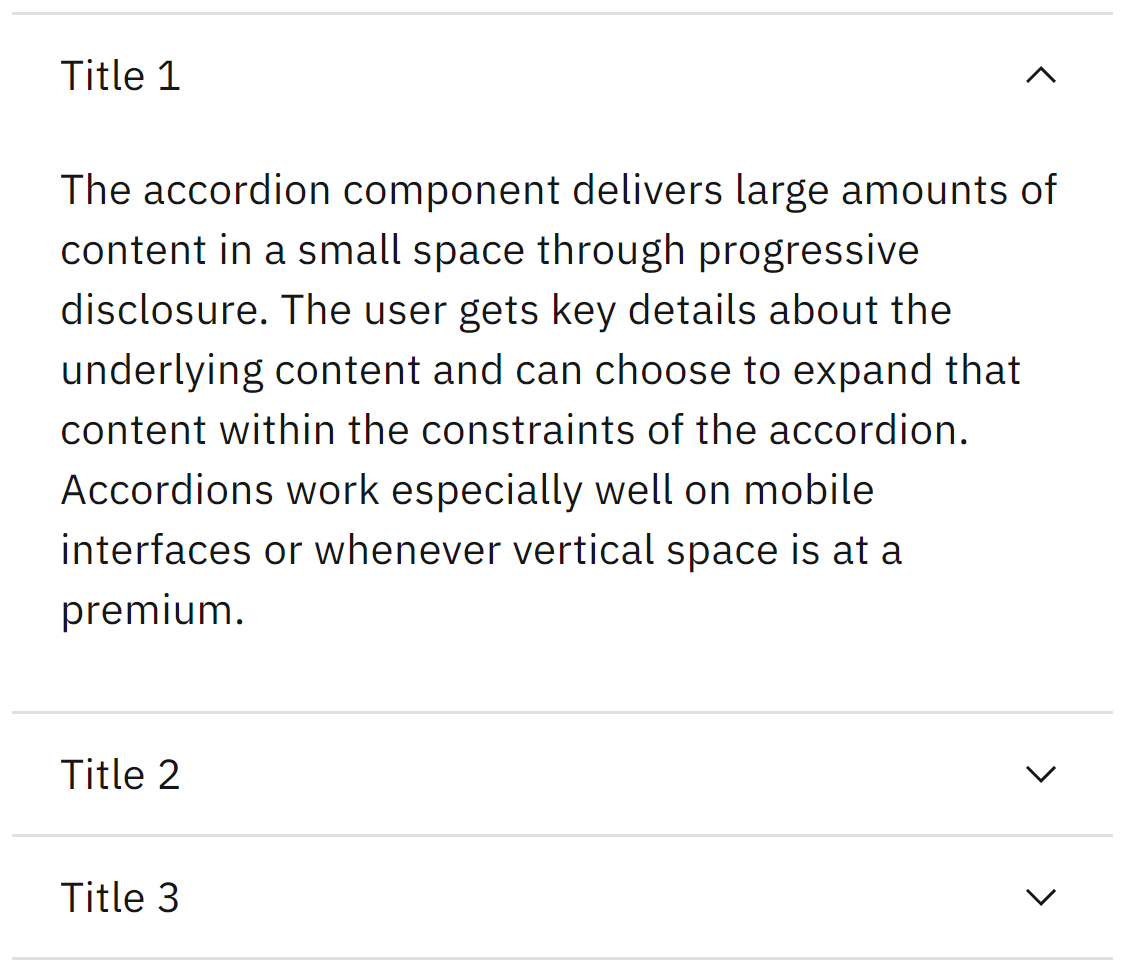 Title 1
The accordion component delivers large amounts of
content in a small space through progressive
disclosure. The user gets key details about the
underlying content and can choose to expand that
content within the constraints of the accordion.
Accordions work especially well on mobile
interfaces or whenever vertical space is at a
premium.
Title 2
Title 3